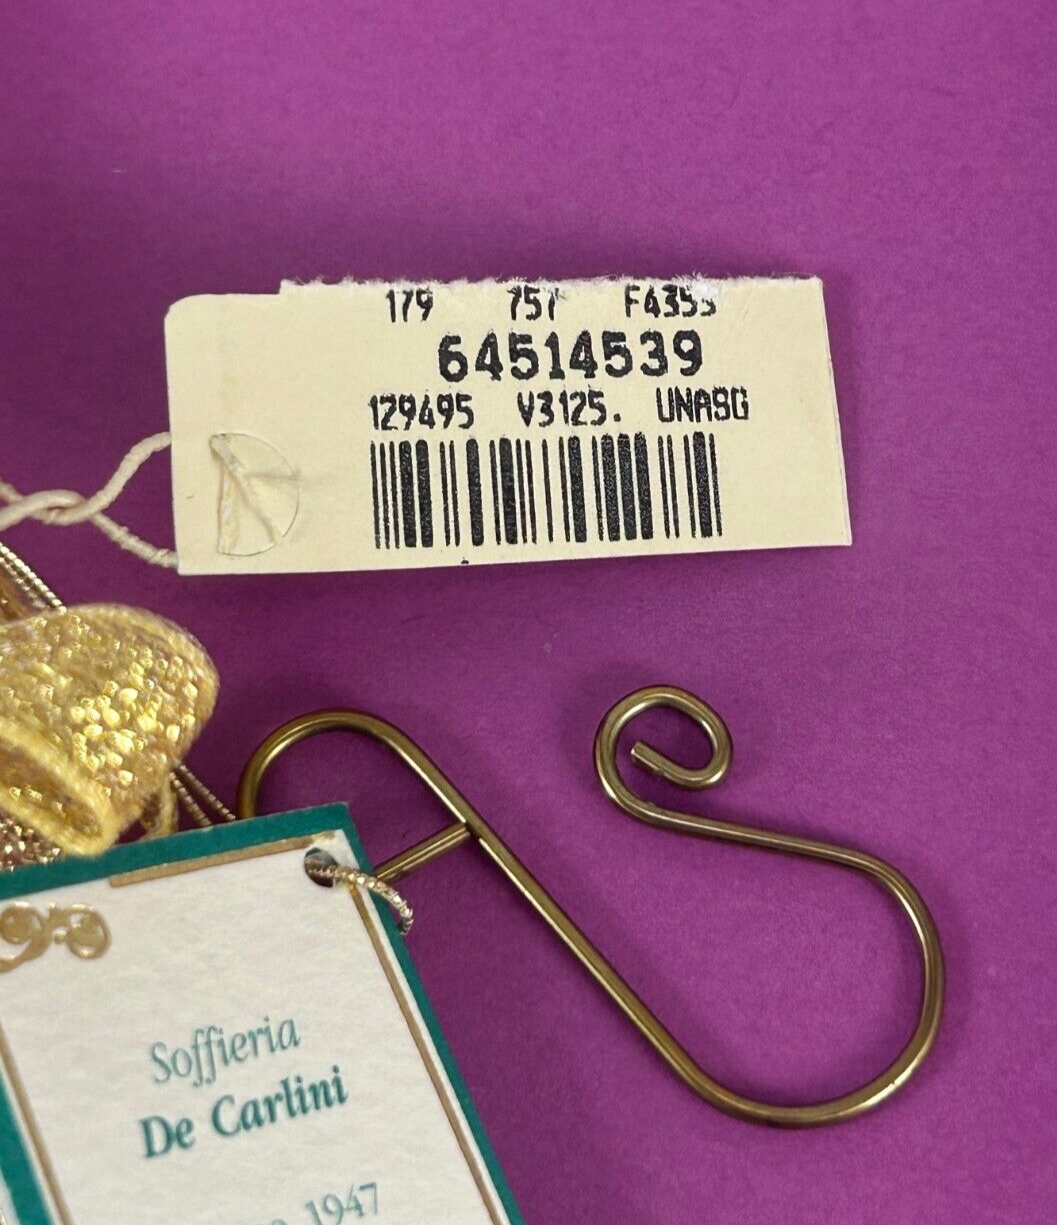 179 757 F4355
64514539
129495 V3125. UNASG
Soffieria
De Carlini
1947